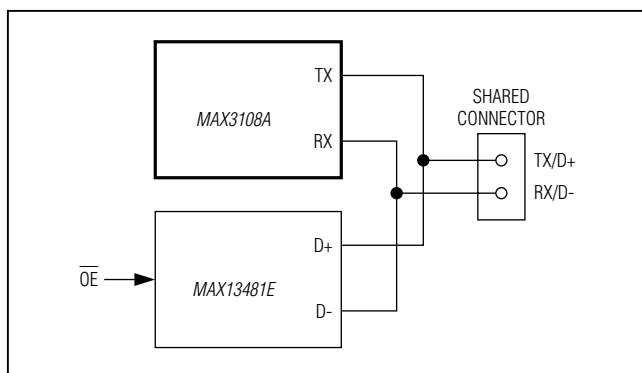 TX
MAX3108A
RX
SHARED
CONNECTOR
TX/D+
RX/D-
D+
OE
MAX13481E
D-